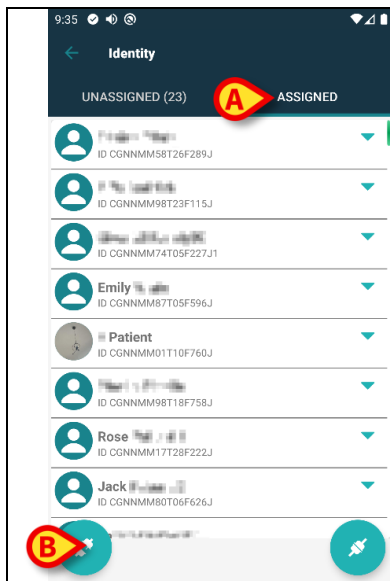 9:35
Identity
UNASSIGNED (23)
A
ASSIGNED
ID CGNNMM58T26F289J
ID CGNNMM98T23F115J
ID CGNNMM74T05F227J1
Emily
ID CGNNMM87T05F596J
Patient
ID CGNNMM01T10F760J
ID CGNNMM98T18F758J
Rose
ID CGNNMM17T28F222J
Jack
ID CGNNMM80T06F626J
B